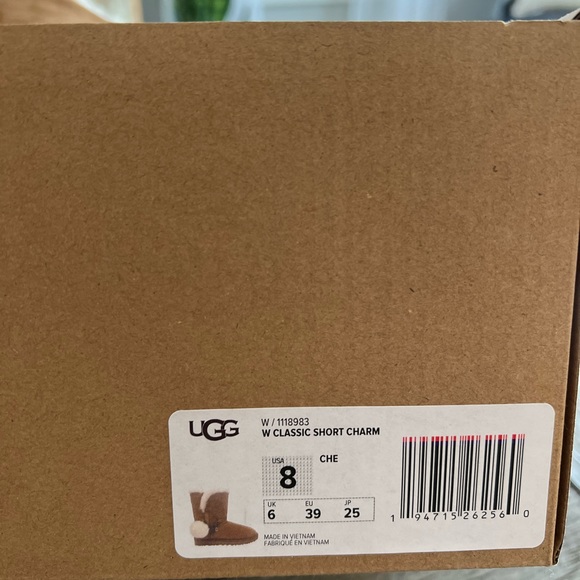 UGG
W / 1118983
W CLASSIC SHORT CHARM
USA
8
CHE
UK EU JP
6 39 25
MADE IN VIETNAM
FABRIQUÉ EN VIETNAM
1 94715 26256 0